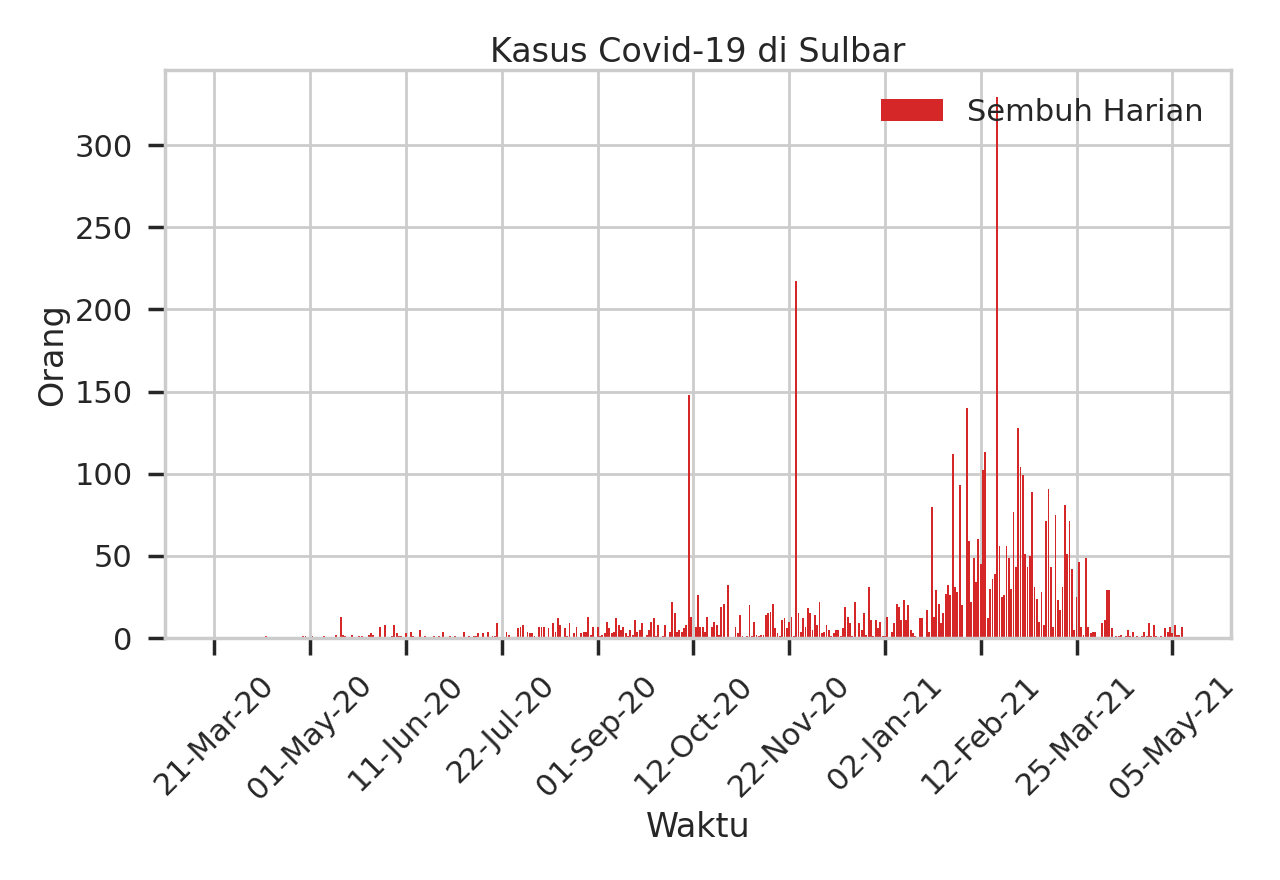 Kasus Covid-19 di Sulbar
Sembuh Harian
Orang
300
250
200
150
100
50
0
21-Mar-20
01-May-20
11-Jun-20
22-Jul-20
01-Sep-20
12-Oct-20
22-Nov-20
02-Jan-21
12-Feb-21
25-Mar-21
05-May-21
Waktu